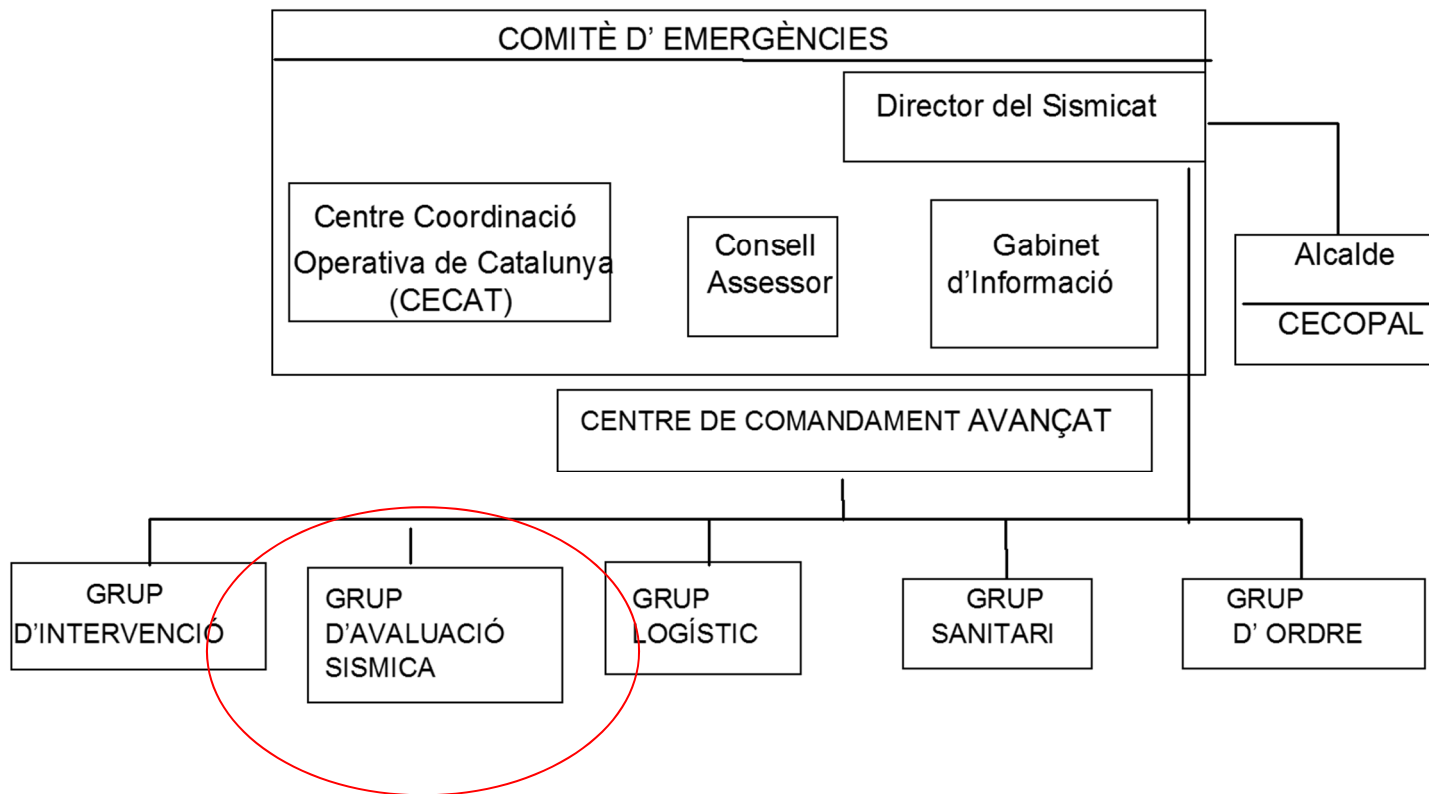 COMITÈ D’ EMERGÈNCIES
Director del Sismicat
Centre Coordinació
Operativa de Catalunya
(CECAT)
Consell
Assessor
Gabinet
d’Informació
Alcalde
CECOPAL
CENTRE DE COMANDAMENT AVANÇAT
GRUP
D’INTERVENCIÓ
GRUP
D’AVALUACIÓ
SISMICA
GRUP
LOGÍSTIC
GRUP
SANITARI
GRUP
D’ ORDRE